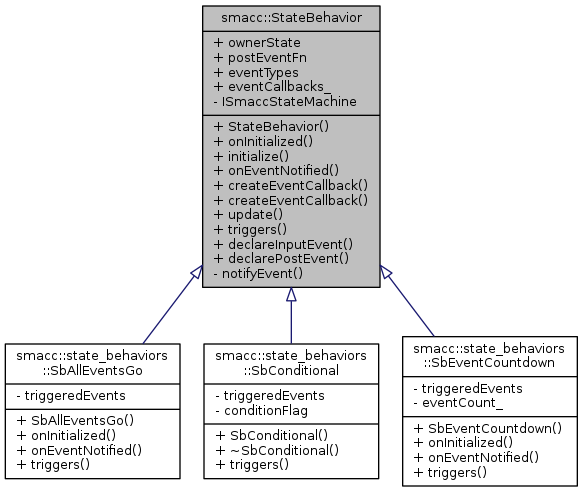 smacc::StateBehavior
+ ownerState
+ postEventFn
+ eventTypes
+ eventCallbacks_
- ISmaccStateMachine
+ StateBehavior()
+ onInitialized()
+ initialize()
+ onEventNotified()
+ createEventCallback()
+ createEventCallback()
+ update()
+ triggers()
+ declareInputEvent()
+ declarePostEvent()
- notifyEvent()
smacc::state_behaviors
::SbAllEventsGo
- triggeredEvents
+ SbAllEventsGo()
+ onInitialized()
+ onEventNotified()
+ triggers()
smacc::state_behaviors
::SbConditional
- triggeredEvents
- conditionFlag
+ SbConditional()
+ ~SbConditional()
+ triggers()
smacc::state_behaviors
::SbEventCountdown
- triggeredEvents
- eventCount_
+ SbEventCountdown()
+ onInitialized()
+ onEventNotified()
+ triggers()